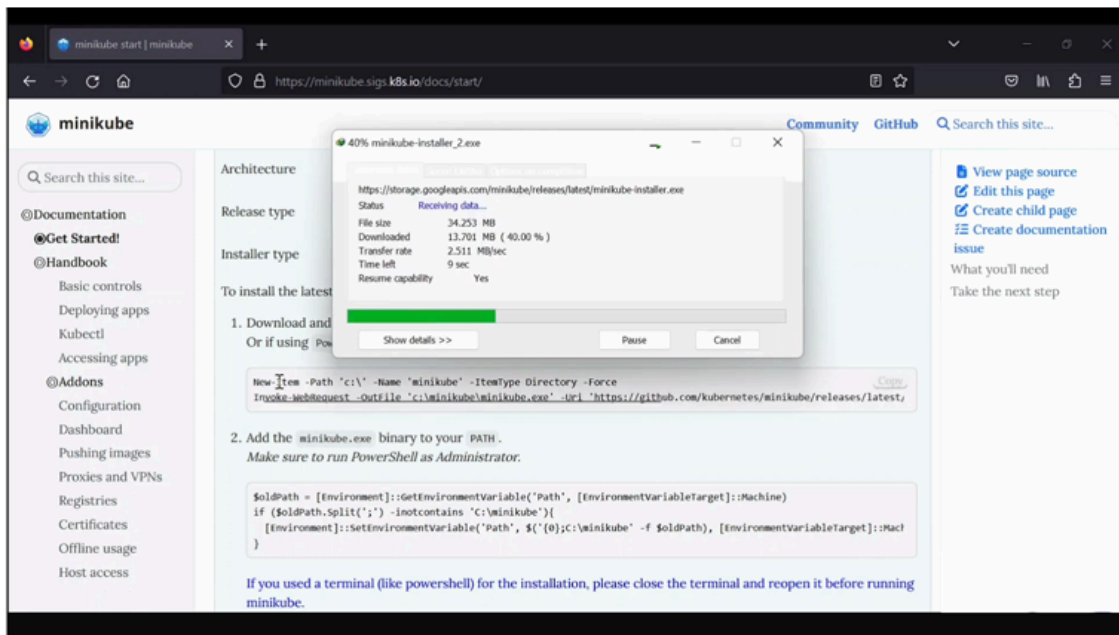 minikube start | minikube
https://minikube.sigs.k8s.io/docs/start/
minikube
Community GitHub Search this site...
Search this site...
Documentation
Get Started!
Handbook
Basic controls
Deploying apps
Kubectl
Accessing apps
Addons
Configuration
Dashboard
Pushing images
Proxies and VPNs
Registries
Certificates
Offline usage
Host access
Architecture
Release type
Installer type
To install the latest
1. Download and
Or if using
40% minikube-installer_2.exe
https://storage.googleapis.com/minikube/releases/latest/minikube-installer.exe
Status Receiving data...
File size 34.253 MB
Downloaded 13.701 MB ( 40.00 % )
Transfer rate 2.511 MB/sec
Time left 9 sec
Resume capability Yes
Show details >> Pause Cancel
New-Item -Path 'c:\' -Name 'minikube' -ItemType Directory -Force
Copy
Invoke-WebRequest -OutFile 'c:\minikube\minikube.exe' -Uri 'https://github.com/kubernetes/minikube/releases/latest/
2. Add the minikube.exe binary to your PATH .
Make sure to run PowerShell as Administrator.
$oldPath = [Environment]::GetEnvironmentVariable('Path', [EnvironmentVariableTarget]::Machine)
if ($oldPath.Split(';') -inotcontains 'C:\minikube'){
[Environment]::SetEnvironmentVariable('Path', $('{0};C:\minikube' -f $oldPath), [EnvironmentVariableTarget]::Mach
}
If you used a terminal (like powershell) for the installation, please close the terminal and reopen it before running
minikube.
View page source
Edit this page
Create child page
Create documentation
issue
What you'll need
Take the next step